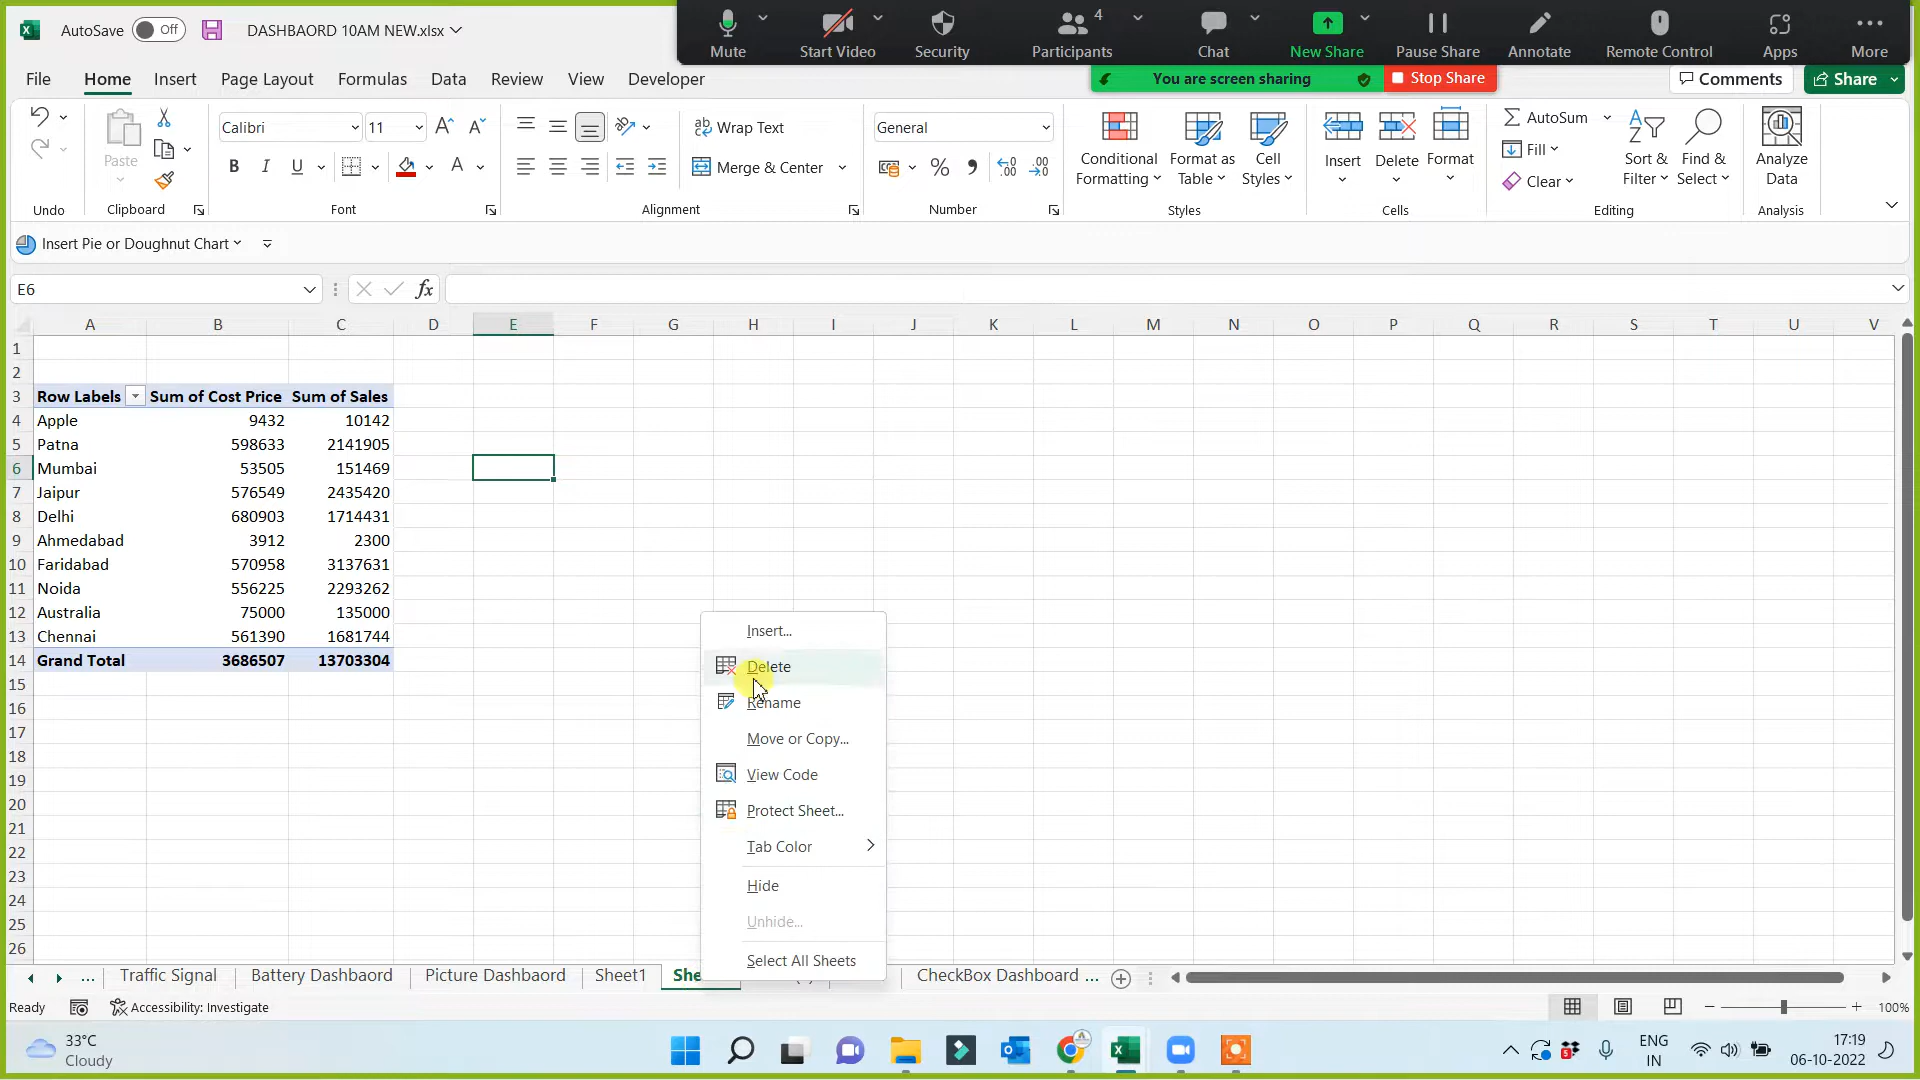 AutoSave Off DASHBAORD 10AM NEW.xlsx
Mute Start Video Security Participants 4 Chat New Share Pause Share Annotate Remote Control Apps More
You are screen sharing Stop Share
File Home Insert Page Layout Formulas Data Review View Developer Comments Share
Paste Calibri 11 Wrap Text General Conditional Formatting Format as Table Cell Styles Insert Delete Format AutoSum Sort & Filter Find & Select Analyze Data
B I U A Merge & Center % Fill
Clear
Undo Clipboard Font Alignment Number Styles Cells Editing Analysis
Insert Pie or Doughnut Chart
E6 fx
A B C D E F G H I J K L M N O P Q R S T U V
1
2
3 Row Labels Sum of Cost Price Sum of Sales
4 Apple 9432 10142
5 Patna 598633 2141905
6 Mumbai 53505 151469
7 Jaipur 576549 2435420
8 Delhi 680903 1714431
9 Ahmedabad 3912 2300
10 Faridabad 570958 3137631
11 Noida 556225 2293262
12 Australia 75000 135000
13 Chennai 561390 1681744
14 Grand Total 3686507 13703304
15
16
17
18
19
20
21
22
23
24
25
26
Insert...
Delete
Rename
Move or Copy...
View Code
Protect Sheet...
Tab Color
Hide
Unhide...
Select All Sheets
... Traffic Signal Battery Dashbaord Picture Dashbaord Sheet1 CheckBox Dashboard ...
Ready Accessibility: Investigate 100%
33°C
Cloudy
ENG
IN
17:19
06-10-2022